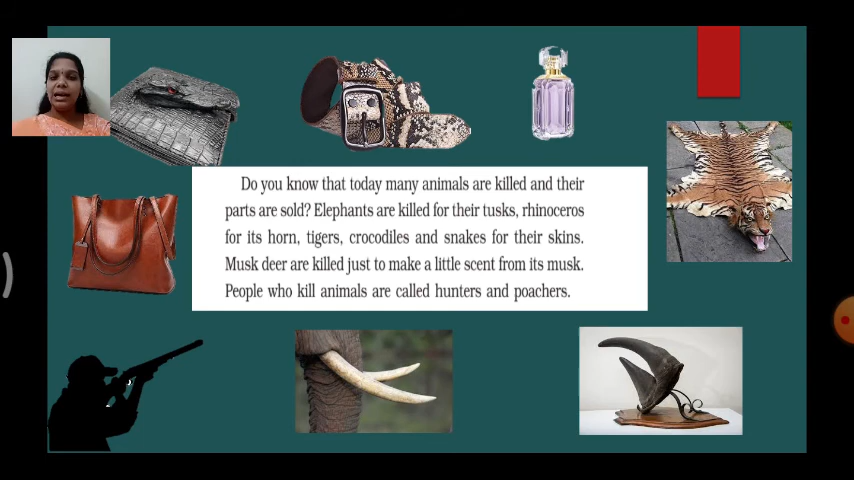 Do you know that today many animals are killed and their
parts are sold? Elephants are killed for their tusks, rhinoceros
for its horn, tigers, crocodiles and snakes for their skins.
Musk deer are killed just to make a little scent from its musk.
People who kill animals are called hunters and poachers.